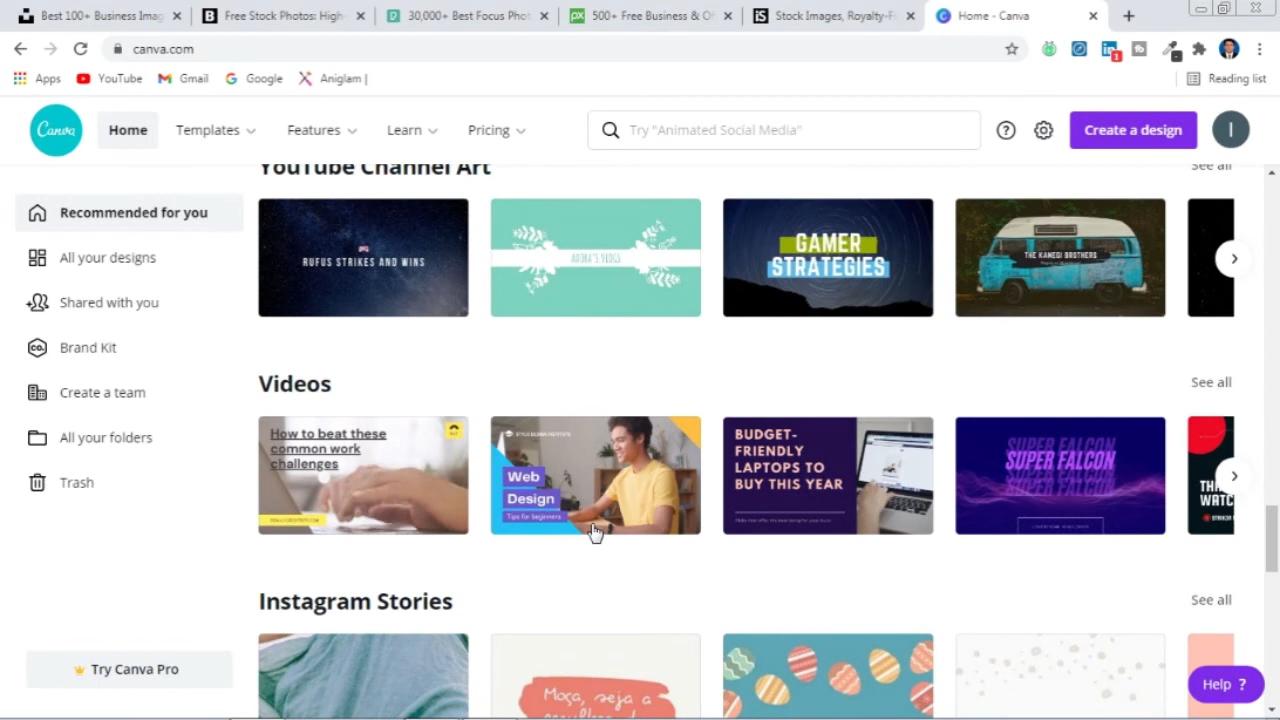 Best 100+ Business Imag
Free Stock Photos: High-
30,000+ Best Focus Phot
500+ Free Business & Of
Stock Images, Royalty-F
Home - Canva
canva.com
1
Apps
YouTube
Gmail
Google
Aniglam |
Reading list
Canva
Home
Templates
Features
Learn
Pricing
Try "Animated Social Media"
?
Create a design
I
YouTube Channel Art
See all
Recommended for you
All your designs
Shared with you
Brand Kit
Create a team
All your folders
Trash
Try Canva Pro
RUFUS STRIKES AND WINS
GAMER
STRATEGIES
THE KAMEGI BROTHERS
Videos
See all
How to beat these
common work
challenges
Web
Design
Tips for beginners
BUDGET-
FRIENDLY
LAPTOPS TO
BUY THIS YEAR
SUPER FALCON
Instagram Stories
See all
Moça, seja a
Help ?